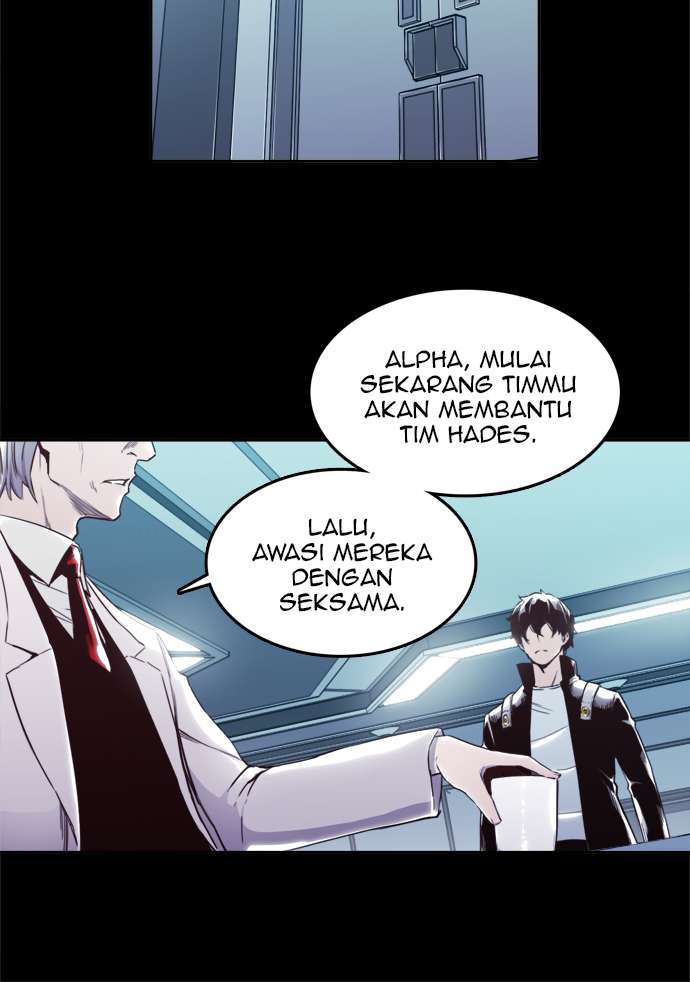 ALPHA, MULAI
SEKARANG TIMMU
AKAN MEMBANTU
TIM HADES.
LALU,
AWASI MEREKA
DENGAN
SEKSAMA.